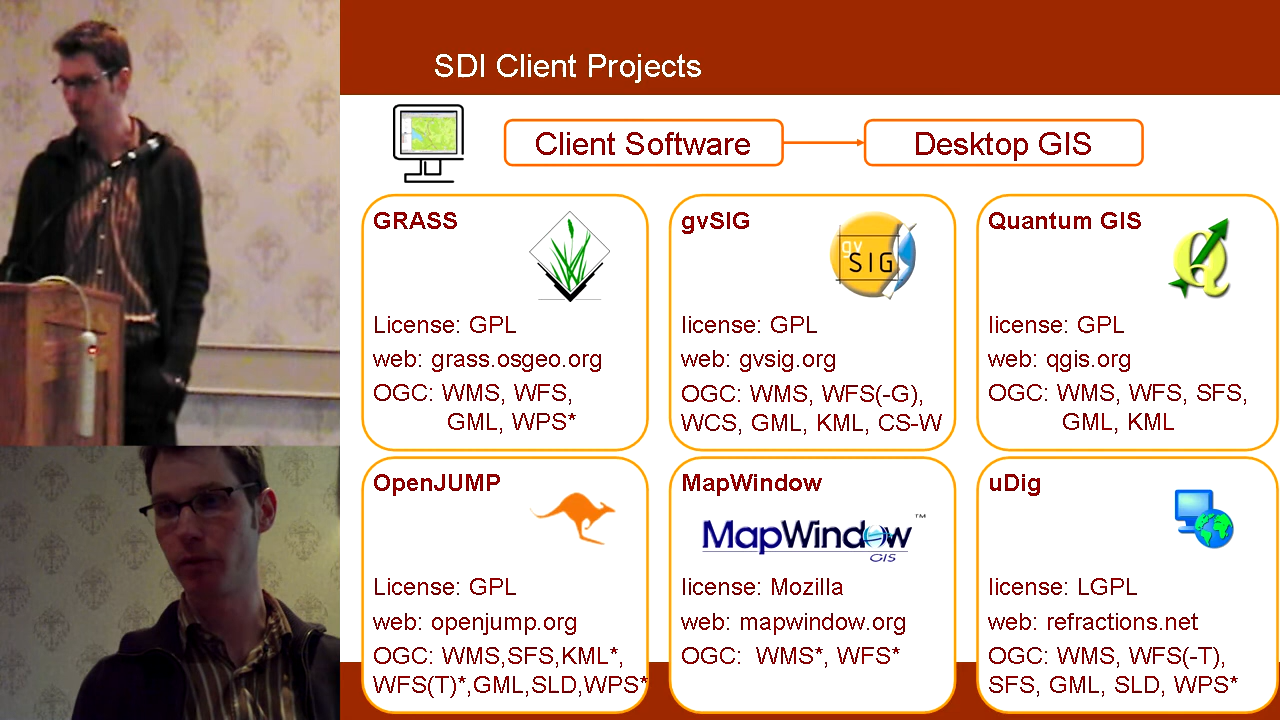 SDI Client Projects
Client Software
Desktop GIS
GRASS
License: GPL
web: grass.osgeo.org
OGC: WMS, WFS,
GML, WPS*
gvSIG
gv
SIG
license: GPL
web: gvsig.org
OGC: WMS, WFS(-G),
WCS, GML, KML, CS-W
Quantum GIS
Q
license: GPL
web: qgis.org
OGC: WMS, WFS, SFS,
GML, KML
OpenJUMP
License: GPL
web: openjump.org
OGC: WMS,SFS,KML*,
WFS(T)*,GML,SLD,WPS*
MapWindow
MapWindow™
GIS
license: Mozilla
web: mapwindow.org
OGC: WMS*, WFS*
uDig
license: LGPL
web: refractions.net
OGC: WMS, WFS(-T),
SFS, GML, SLD, WPS*